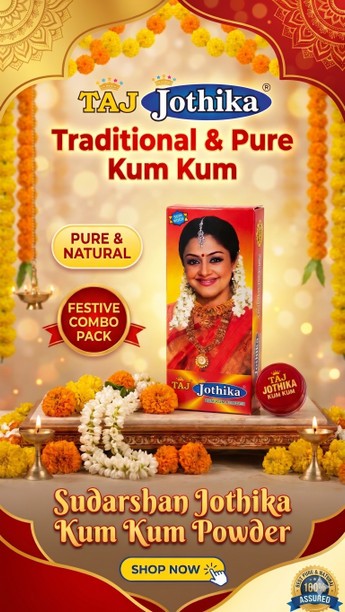 TAJ Jothika®
Traditional & Pure
Kum Kum
PURE &
NATURAL
FESTIVE
COMBO
PACK
TAJ Jothika
TAJ
JOTHIKA
KUM KUM
Sudarshan Jothika
Kum Kum Powder
SHOP NOW
100%
ASSURED